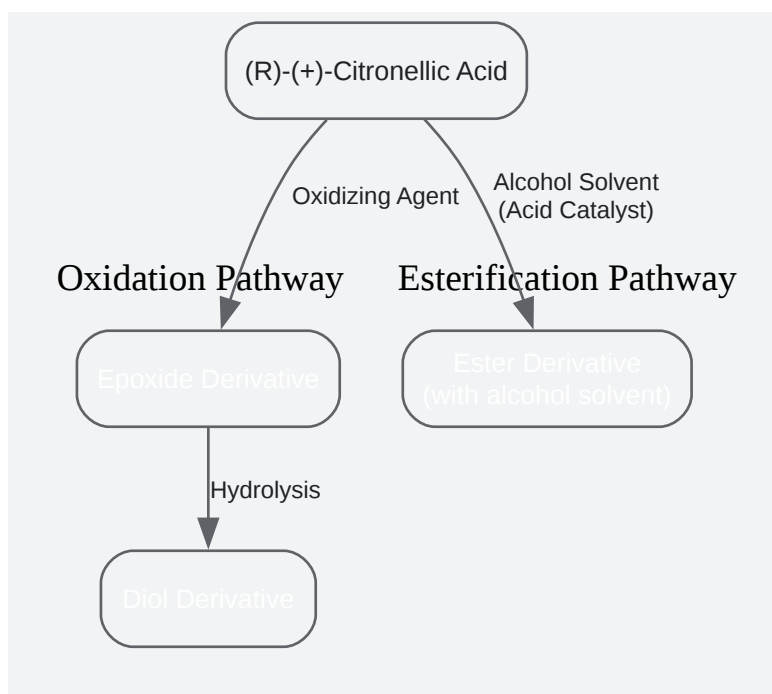 (R)-(+)-Citronellic Acid
Oxidizing Agent
Alcohol Solvent
(Acid Catalyst)
Oxidation Pathway
Esterification Pathway
Epoxide Derivative
Ester Derivative
(with alcohol solvent)
Hydrolysis
Diol Derivative